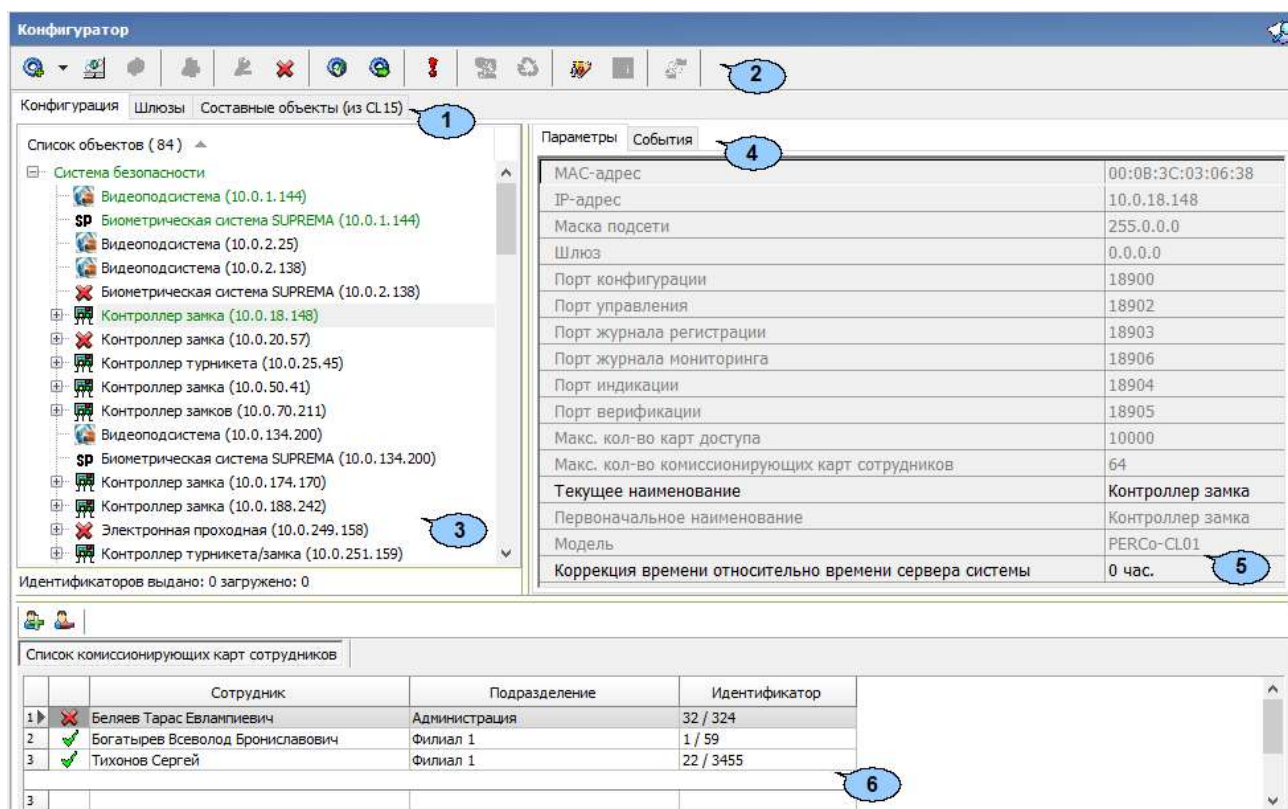 Конфигуратор
2
Конфигурация Шлюзы Составные объекты (из CL15)
1
Список объектов (84)
Система безопасности
Видеоподсистема (10.0.1.144)
SP Биометрическая система SUPREMA (10.0.1.144)
Видеоподсистема (10.0.2.25)
Видеоподсистема (10.0.2.138)
Биометрическая система SUPREMA (10.0.2.138)
Контроллер замка (10.0.18.148)
Контроллер замка (10.0.20.57)
Контроллер турникета (10.0.25.45)
Контроллер замка (10.0.50.41)
Контроллер замков (10.0.70.211)
Видеоподсистема (10.0.134.200)
SP Биометрическая система SUPREMA (10.0.134.200)
Контроллер замка (10.0.174.170)
Контроллер замка (10.0.188.242)
Электронная проходная (10.0.249.158)
3
Контроллер турникета/замка (10.0.251.159)
Идентификаторов выдано: 0 загружено: 0
Параметры События
4
MAC-адрес 00:0B:3C:03:06:38
IP-адрес 10.0.18.148
Маска подсети 255.0.0.0
Шлюз 0.0.0.0
Порт конфигурации 18900
Порт управления 18902
Порт журнала регистрации 18903
Порт журнала мониторинга 18906
Порт индикации 18904
Порт верификации 18905
Макс. кол-во карт доступа 10000
Макс. кол-во комиссионирующих карт сотрудников 64
Текущее наименование Контроллер замка
Первоначальное наименование Контроллер замка
Модель PERCo-CL01
Коррекция времени относительно времени сервера системы 0 час.
5
Список комиссионирующих карт сотрудников
Сотрудник Подразделение Идентификатор
1 Беляев Тарас Евлампиевич Администрация 32 / 324
2 Богатырев Всеволод Брониславович Филиал 1 1 / 59
3 Тихонов Сергей Филиал 1 22 / 3455
6
3